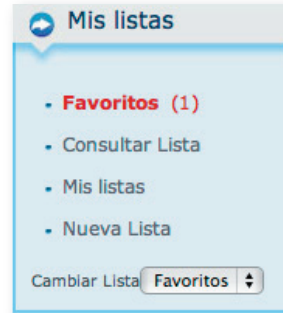 Mis listas
Favoritos (1)
Consultar Lista
Mis listas
Nueva Lista
Cambiar Lista Favoritos